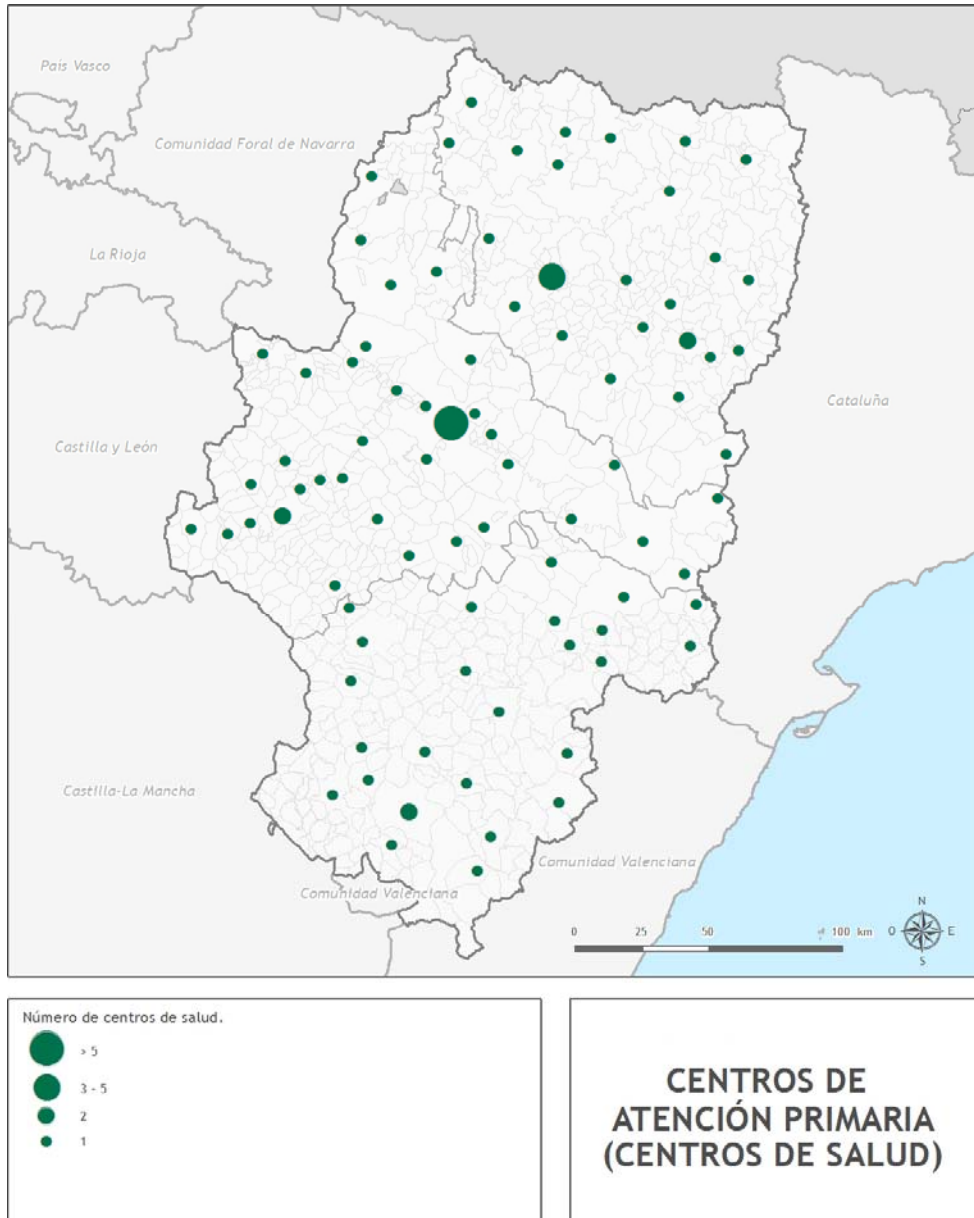 País Vasco
Comunidad Foral de Navarra
La Rioja
Cataluña
Castilla y León
Castilla-La Mancha
Comunidad Valenciana
Comunidad Valenciana
N
O
E
S
0 25 50 100 km
Número de centros de salud.
> 5
3 - 5
2
1
CENTROS DE
ATENCIÓN PRIMARIA
(CENTROS DE SALUD)